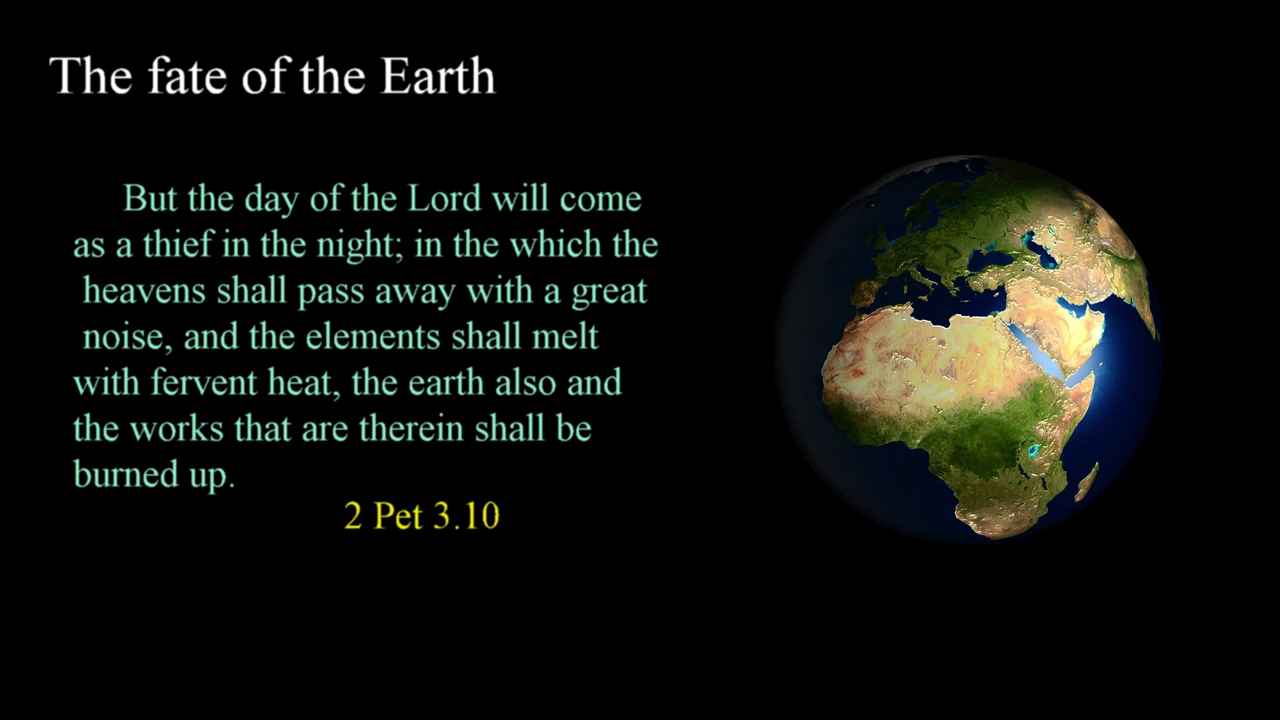 The fate of the Earth
But the day of the Lord will come
as a thief in the night; in the which the
heavens shall pass away with a great
noise, and the elements shall melt
with fervent heat, the earth also and
the works that are therein shall be
burned up.
2 Pet 3.10